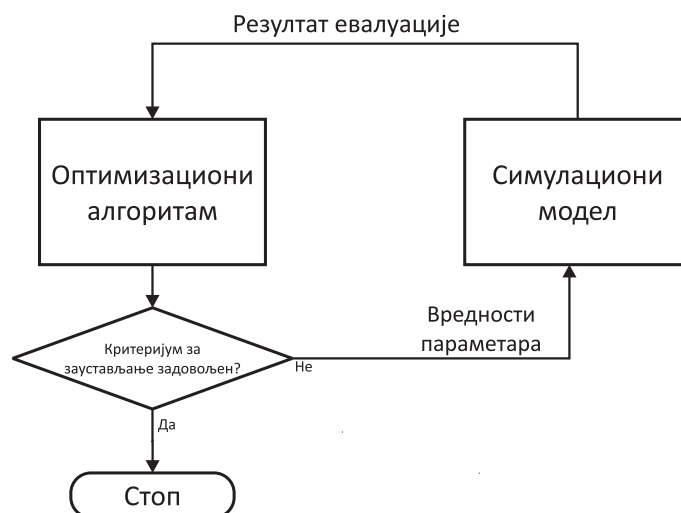 Резултат евалуације
Оптимизациони
алгоритам
Симулациони
модел
Вредности
параметара
Критеријум за
заустављање задовољен?
Не
Да
Стоп